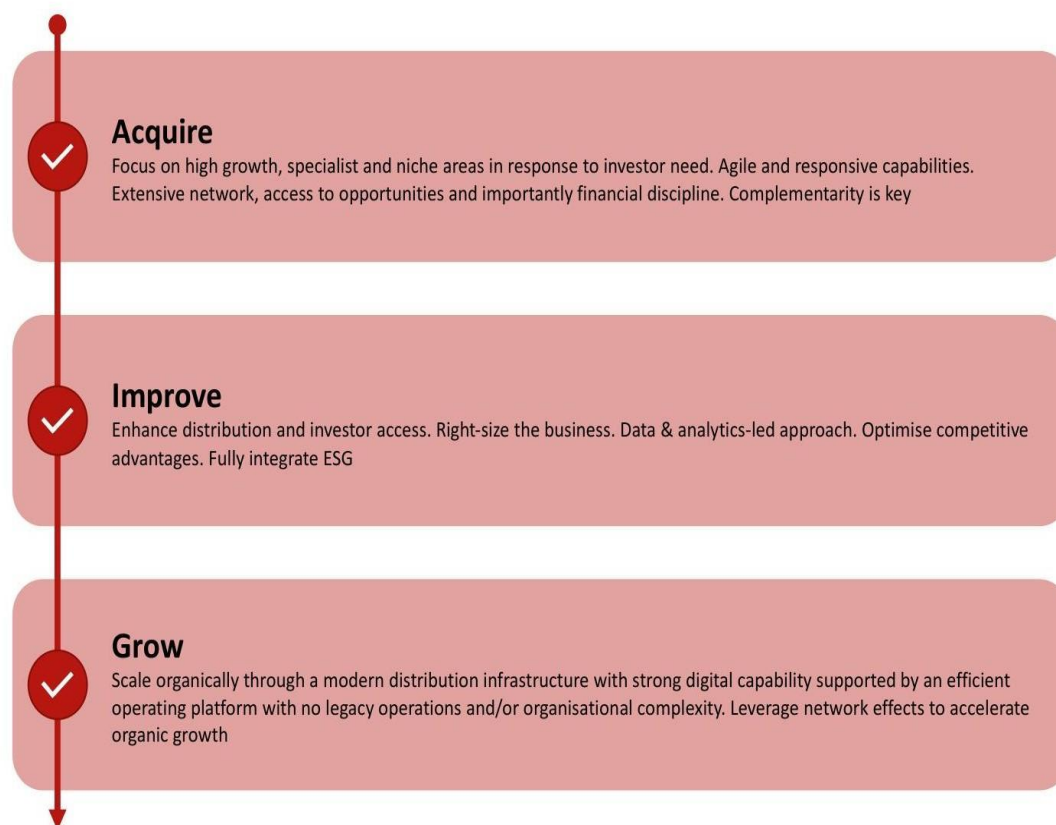 Acquire
Focus on high growth, specialist and niche areas in response to investor need. Agile and responsive capabilities.
Extensive network, access to opportunities and importantly financial discipline. Complementarity is key
Improve
Enhance distribution and investor access. Right-size the business. Data & analytics-led approach. Optimise competitive
advantages. Fully integrate ESG
Grow
Scale organically through a modern distribution infrastructure with strong digital capability supported by an efficient
operating platform with no legacy operations and/or organisational complexity. Leverage network effects to accelerate
organic growth